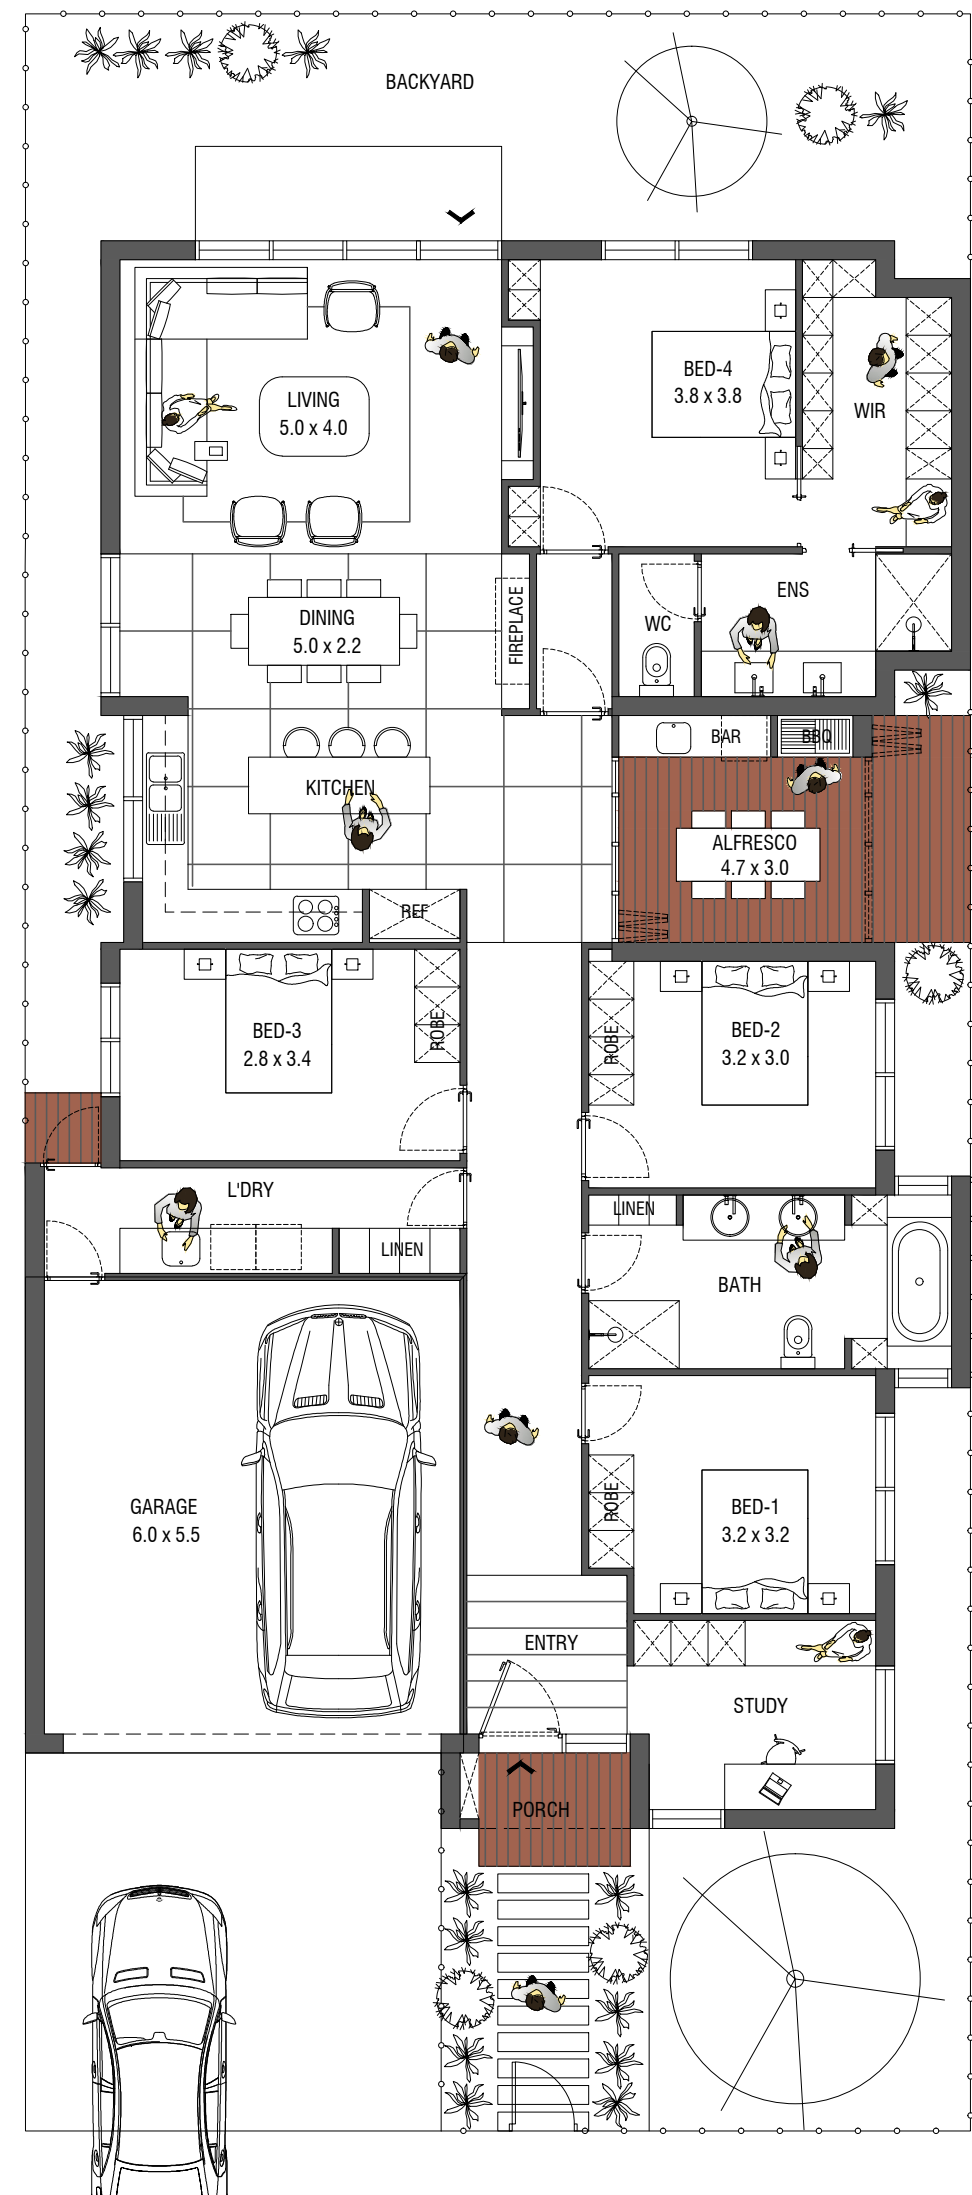 BACKYARD
LIVING
5.0 x 4.0
BED-4
3.8 x 3.8
WIR
DINING
5.0 x 2.2
FIREPLACE
WC
ENS
KITCHEN
BAR
BBQ
ALFRESCO
4.7 x 3.0
REF
BED-3
2.8 x 3.4
ROBE
ROBE
BED-2
3.2 x 3.0
L'DRY
LINEN
LINEN
BATH
GARAGE
6.0 x 5.5
ROBE
BED-1
3.2 x 3.2
ENTRY
STUDY
PORCH